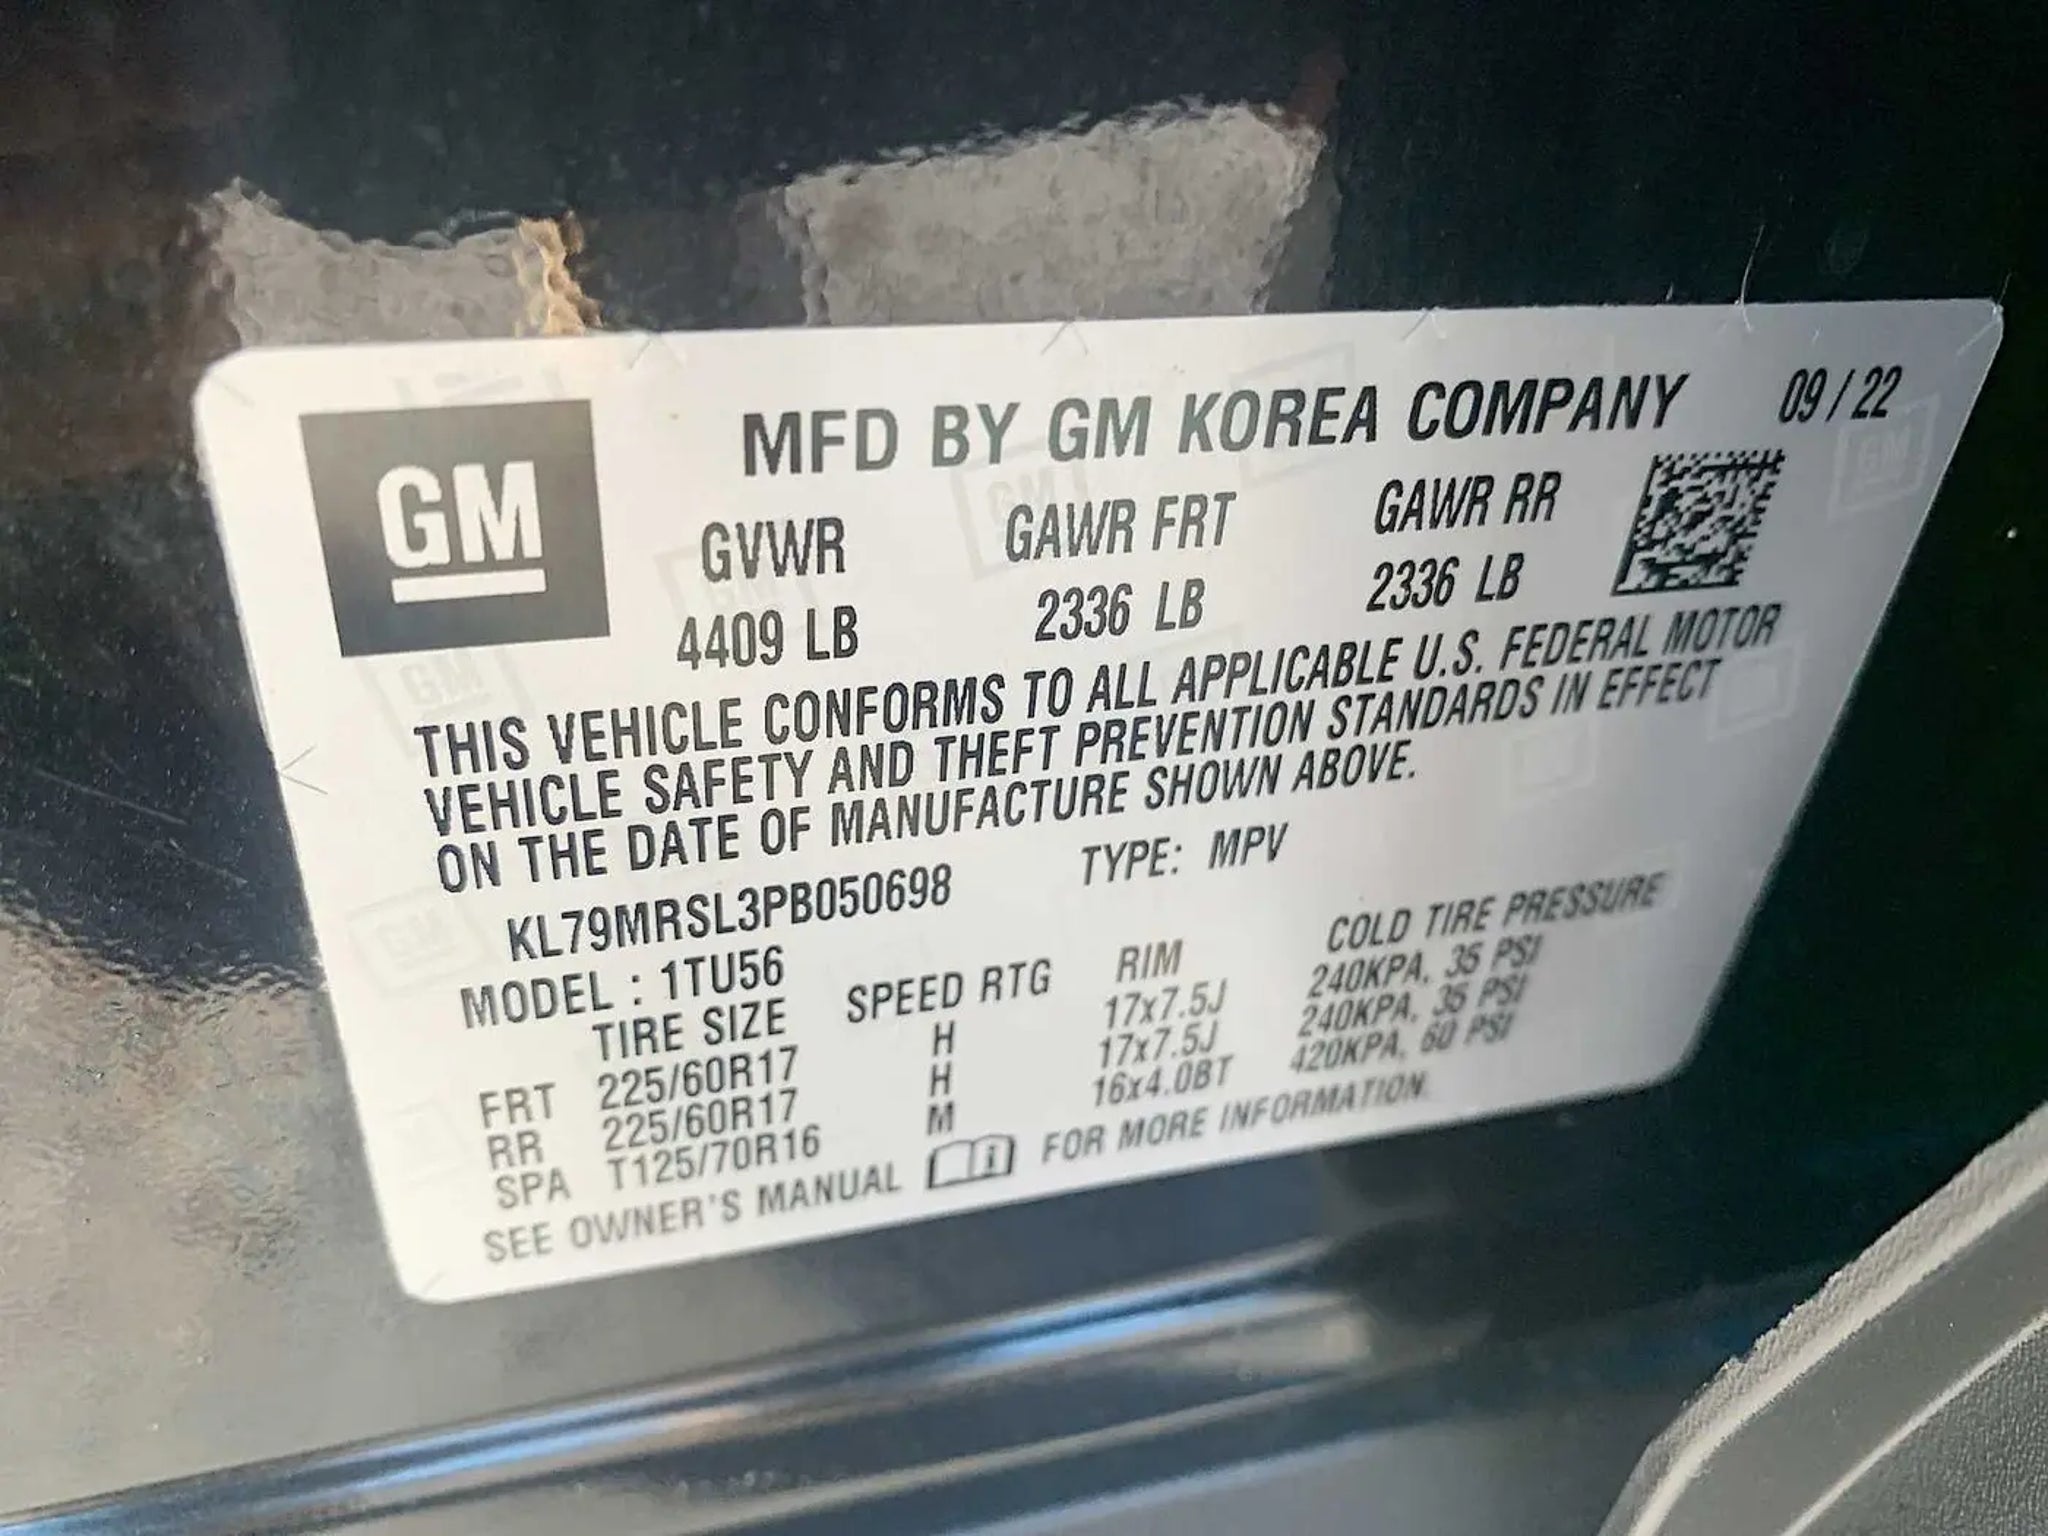 GM
MFD BY GM KOREA COMPANY 09/22
GVWR GAWR FRT GAWR RR
4409 LB 2336 LB 2336 LB
THIS VEHICLE CONFORMS TO ALL APPLICABLE U.S. FEDERAL MOTOR
VEHICLE SAFETY AND THEFT PREVENTION STANDARDS IN EFFECT
ON THE DATE OF MANUFACTURE SHOWN ABOVE.
KL79MRSL3PB050698 TYPE: MPV
MODEL : 1TU56
TIRE SIZE SPEED RTG RIM COLD TIRE PRESSURE
FRT 225/60R17 H 17x7.5J 240KPA, 35 PSI
RR 225/60R17 H 17x7.5J 240KPA, 35 PSI
SPA T125/70R16 M 16x4.0BT 420KPA, 60 PSI
SEE OWNER'S MANUAL FOR MORE INFORMATION.